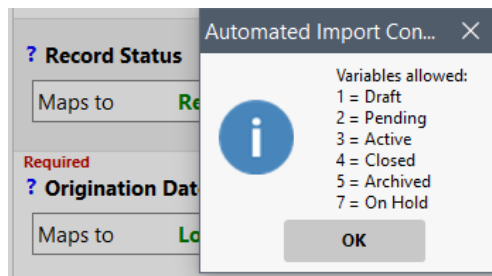 Automated Import Con...
? Record Status
Maps to
Variables allowed:
1 = Draft
2 = Pending
3 = Active
4 = Closed
5 = Archived
7 = On Hold
OK
Required
? Origination Dat
Maps to Lo